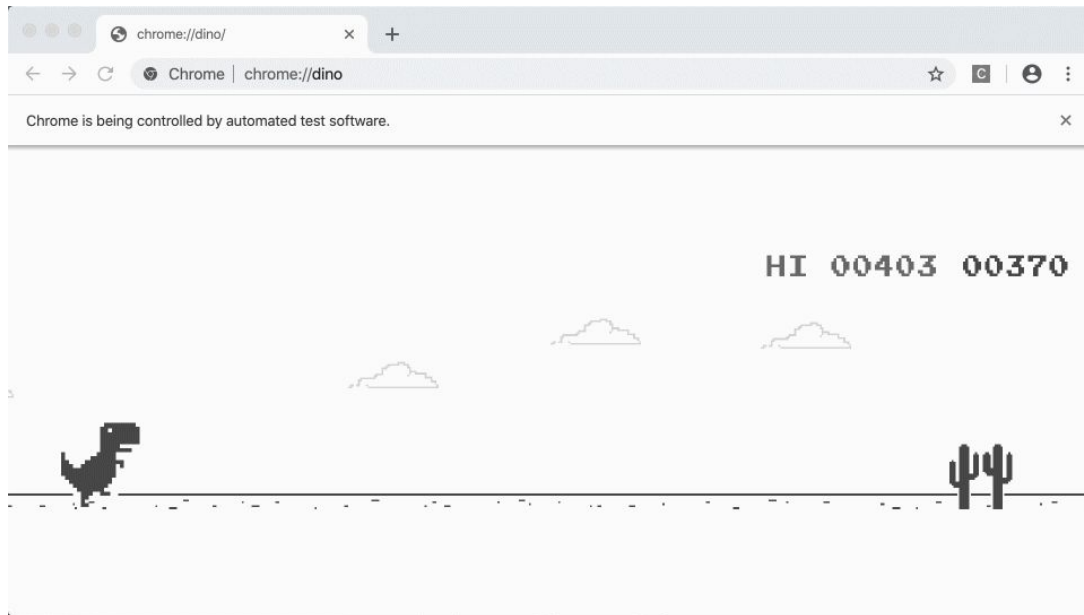 chrome://dino/
Chrome | chrome://dino
C
Chrome is being controlled by automated test software.
HI 00403 00370